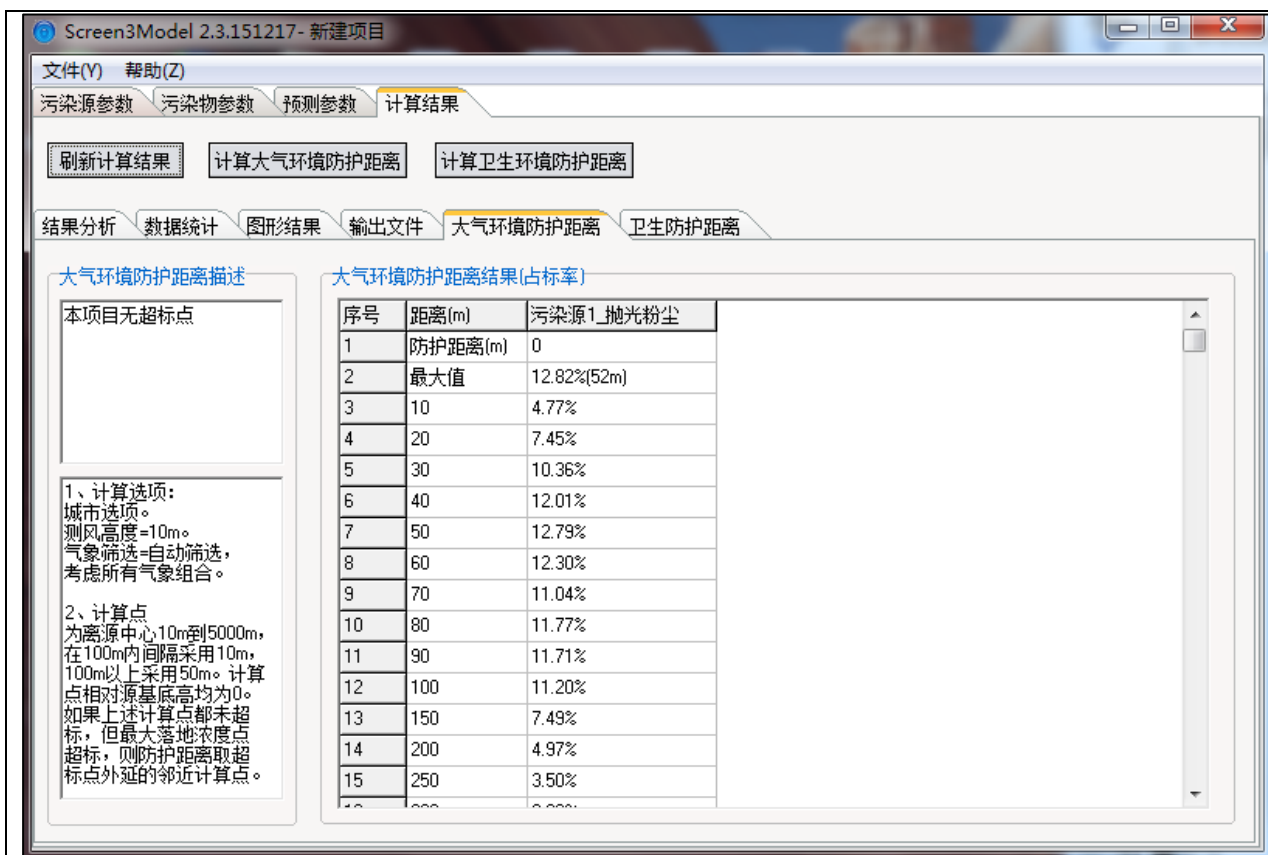 Screen3Model 2.3.151217- 新建项目
文件(Y) 帮助(Z)
污染源参数 污染物参数 预测参数 计算结果
刷新计算结果 计算大气环境防护距离 计算卫生环境防护距离
结果分析 数据统计 图形结果 输出文件 大气环境防护距离 卫生防护距离
大气环境防护距离描述
本项目无超标点
1、计算选项：
城市选项。
测风高度=10m。
气象筛选=自动筛选，
考虑所有气象组合。
2、计算点
为离源中心10m到5000m，
在100m内间隔采用10m，
100m以上采用50m。计算
点相对源基底高均为0。
如果上述计算点都未超
标，但最大落地浓度点
超标，则防护距离取超
标点外延的邻近计算点。
大气环境防护距离结果(占标率)
序号 距离(m) 污染源1_抛光粉尘
1 防护距离(m) 0
2 最大值 12.82%(52m)
3 10 4.77%
4 20 7.45%
5 30 10.36%
6 40 12.01%
7 50 12.79%
8 60 12.30%
9 70 11.04%
10 80 11.77%
11 90 11.71%
12 100 11.20%
13 150 7.49%
14 200 4.97%
15 250 3.50%